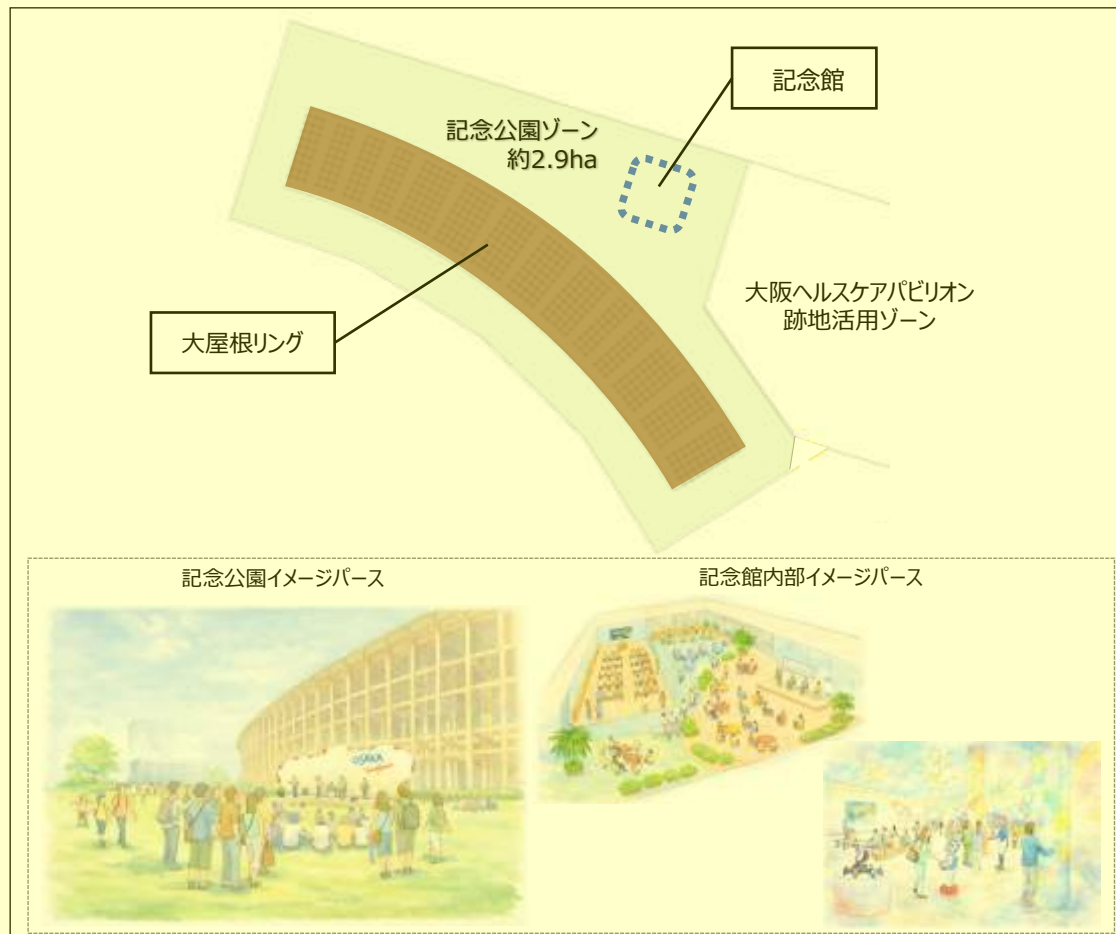 記念館
記念公園ゾーン
約2.9ha
大阪ヘルスケアパビリオン
跡地活用ゾーン
大屋根リング
記念公園イメージパース
記念館内部イメージパース
OSAKA